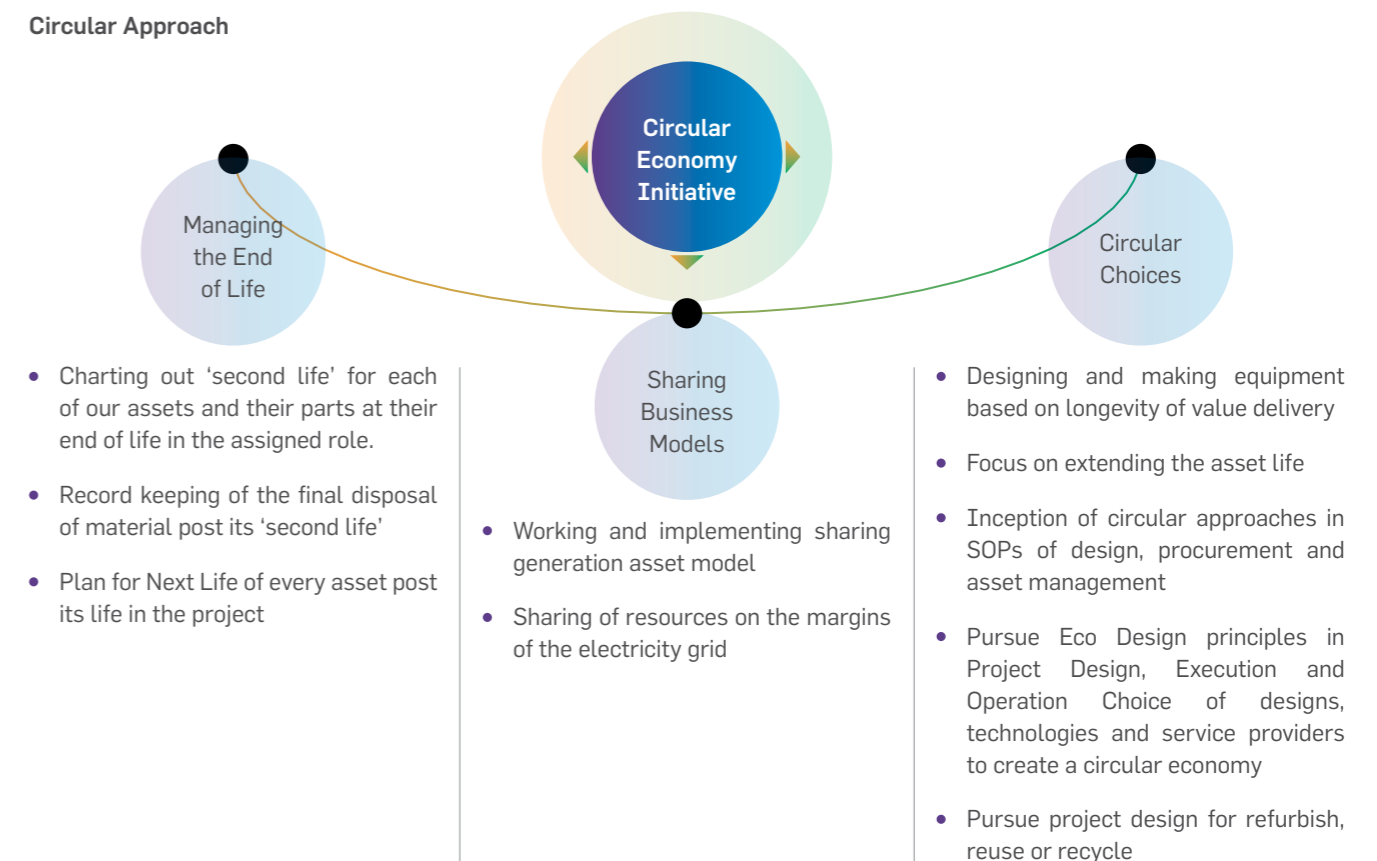 Circular Approach
Circular
Economy
Initiative
Managing
the End
of Life
• Charting out ‘second life’ for each
of our assets and their parts at their
end of life in the assigned role.
• Record keeping of the final disposal
of material post its ‘second life’
• Plan for Next Life of every asset post
its life in the project
Sharing
Business
Models
• Working and implementing sharing
generation asset model
• Sharing of resources on the margins
of the electricity grid
Circular
Choices
• Designing and making equipment
based on longevity of value delivery
• Focus on extending the asset life
• Inception of circular approaches in
SOPs of design, procurement and
asset management
• Pursue Eco Design principles in
Project Design, Execution and
Operation Choice of designs,
technologies and service providers
to create a circular economy
• Pursue project design for refurbish,
reuse or recycle